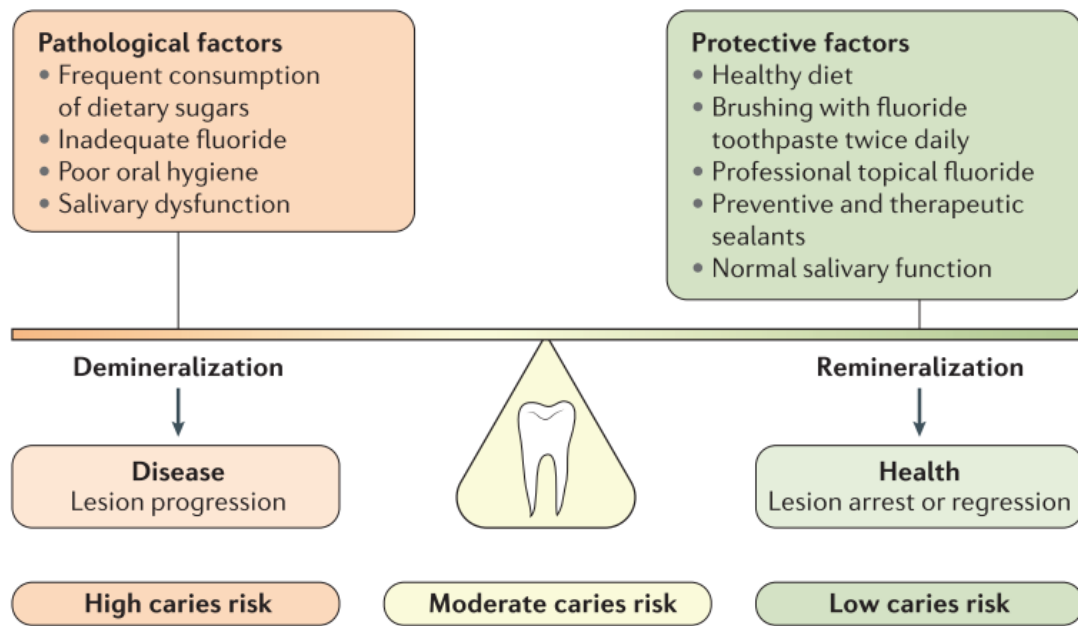 Pathological factors
• Frequent consumption
of dietary sugars
• Inadequate fluoride
• Poor oral hygiene
• Salivary dysfunction
Protective factors
• Healthy diet
• Brushing with fluoride
toothpaste twice daily
• Professional topical fluoride
• Preventive and therapeutic
sealants
• Normal salivary function
Demineralization
Remineralization
Disease
Lesion progression
Health
Lesion arrest or regression
High caries risk
Moderate caries risk
Low caries risk